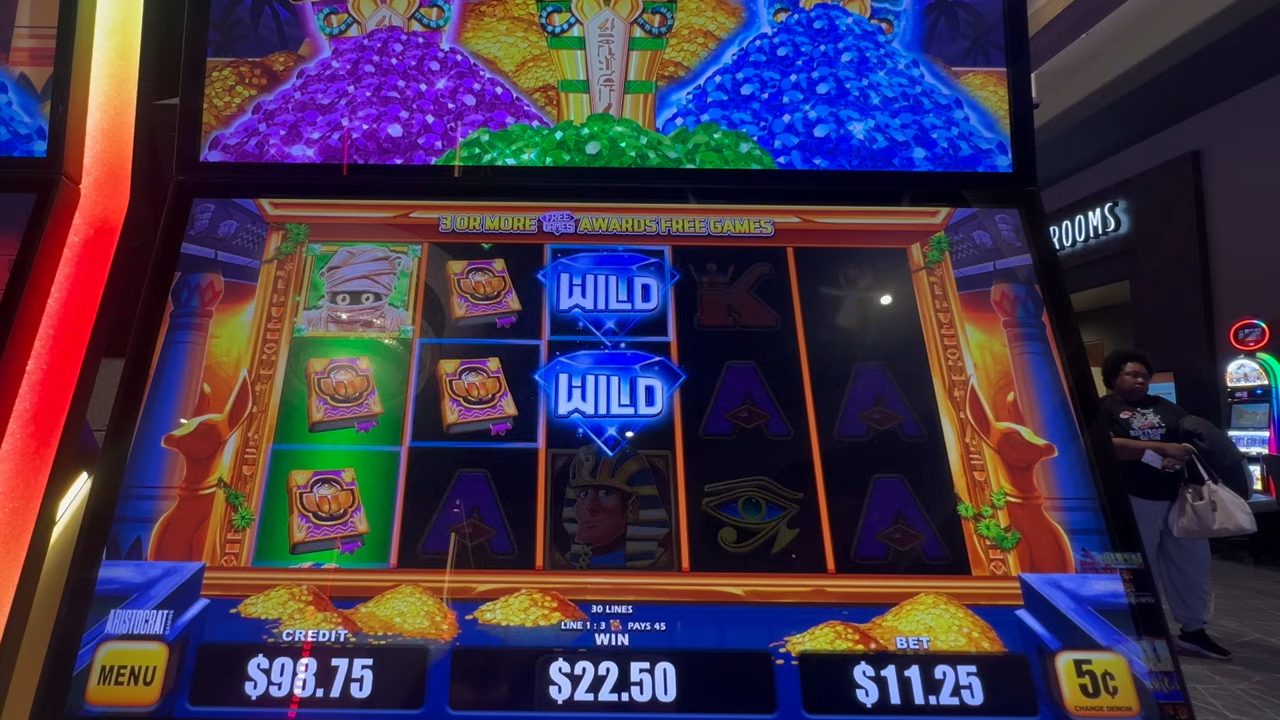 3 OR MORE FREE GAMES AWARDS FREE GAMES
ROOMS
WILD
K
WILD
A
A
A
A
30 LINES
LINE 1 : 3 PAYS 45
ARISTOCRAT
CREDIT
WIN
BET
MENU
$98.75
$22.50
$11.25
5¢
CHANGE DENOM